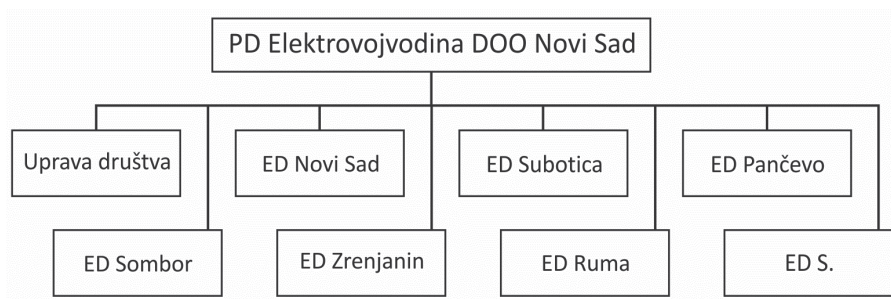 PD Elektrovojvodina DOO Novi Sad
Uprava društva
ED Novi Sad
ED Subotica
ED Pančevo
ED Sombor
ED Zrenjanin
ED Ruma
ED S.